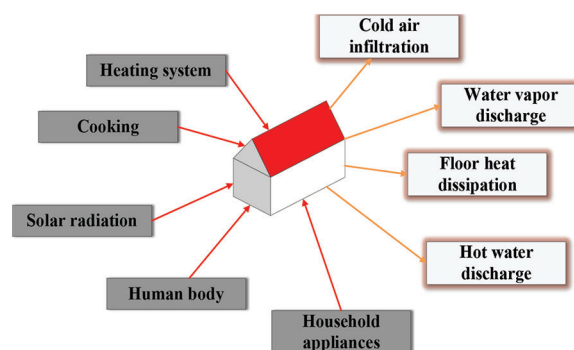 Cold air
infiltration
Heating system
Water vapor
discharge
Cooking
Floor heat
dissipation
Solar radiation
Hot water
discharge
Human body
Household
appliances